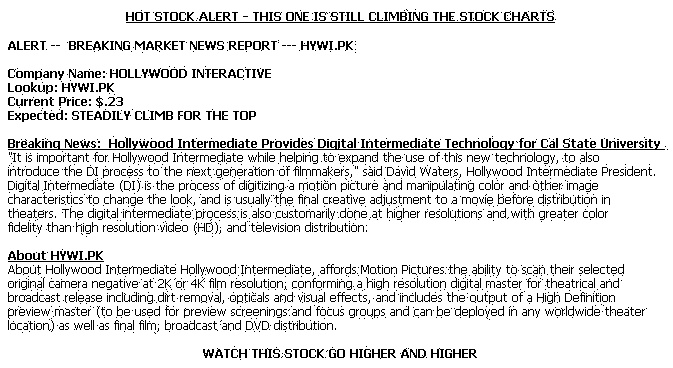 HOT STOCK ALERT - THIS ONE IS STILL CLIMBING THE STOCK CHARTS
ALERT -- BREAKING MARKET NEWS REPORT --- HYWI.PK
Company Name: HOLLYWOOD INTERACTIVE
Lookup: HYWI.PK
Current Price: $.23
Expected: STEADILY CLIMB FOR THE TOP
Breaking News: Hollywood Intermediate Provides Digital Intermediate Technology for Cal State University .
"It is important for Hollywood Intermediate while helping to expand the use of this new technology, to also
introduce the DI process to the next generation of filmmakers," said David Waters, Hollywood Intermediate President.
Digital Intermediate (DI) is the process of digitizing a motion picture and manipulating color and other image
characteristics to change the look, and is usually the final creative adjustment to a movie before distribution in
theaters. The digital intermediate process is also customarily done at higher resolutions and with greater color
fidelity than high resolution video (HD), and television distribution.
About HYWI.PK
About Hollywood Intermediate Hollywood Intermediate, affords Motion Pictures the ability to scan their selected
original camera negative at 2K or 4K film resolution, conforming a high resolution digital master for theatrical and
broadcast release including dirt removal, opticals and visual effects, and includes the output of a High Definition
preview master (to be used for preview screenings and focus groups and can be deployed in any worldwide theater
location) as well as final film, broadcast and DVD distribution.
WATCH THIS STOCK GO HIGHER AND HIGHER